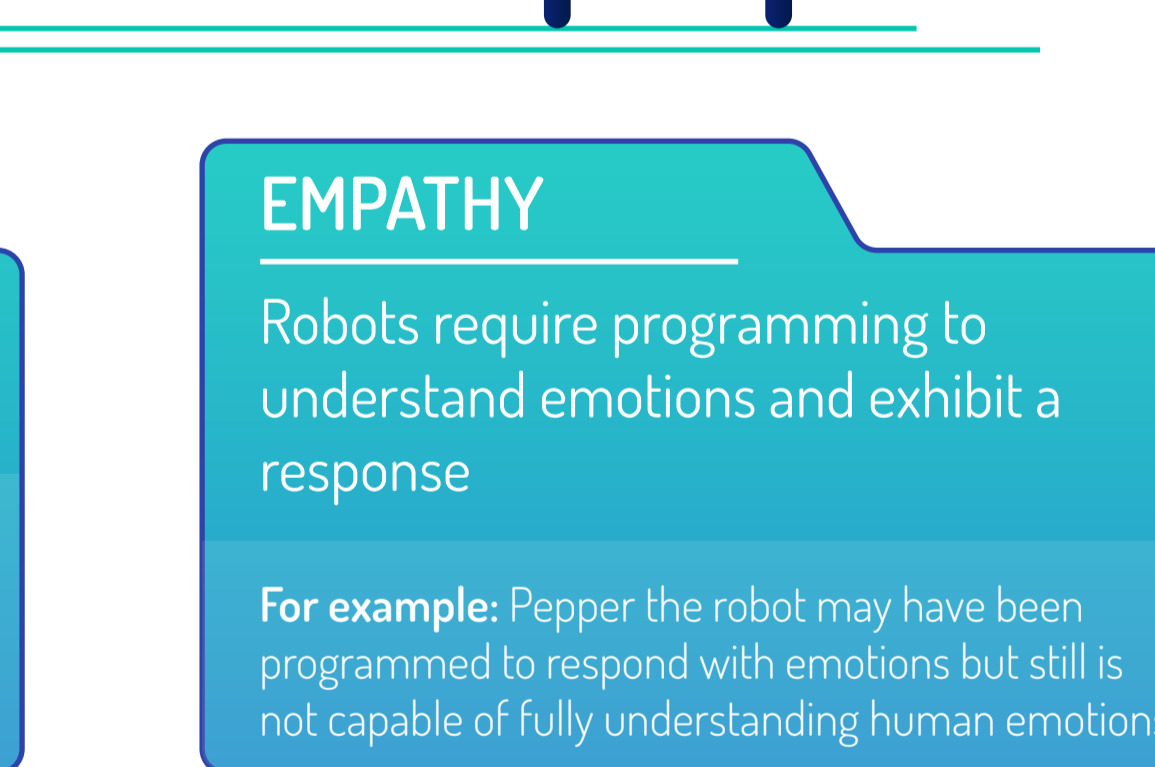 EMPATHY
Robots require programming to
understand emotions and exhibit a
response
For example: Pepper the robot may have been
programmed to respond with emotions but still is
not capable of fully understanding human emotions